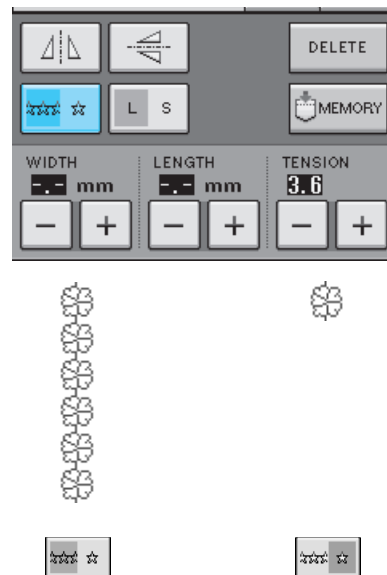 DELETE
L S
MEMORY
WIDTH LENGTH TENSION
-.- mm -.- mm 3.6
− + − + − +